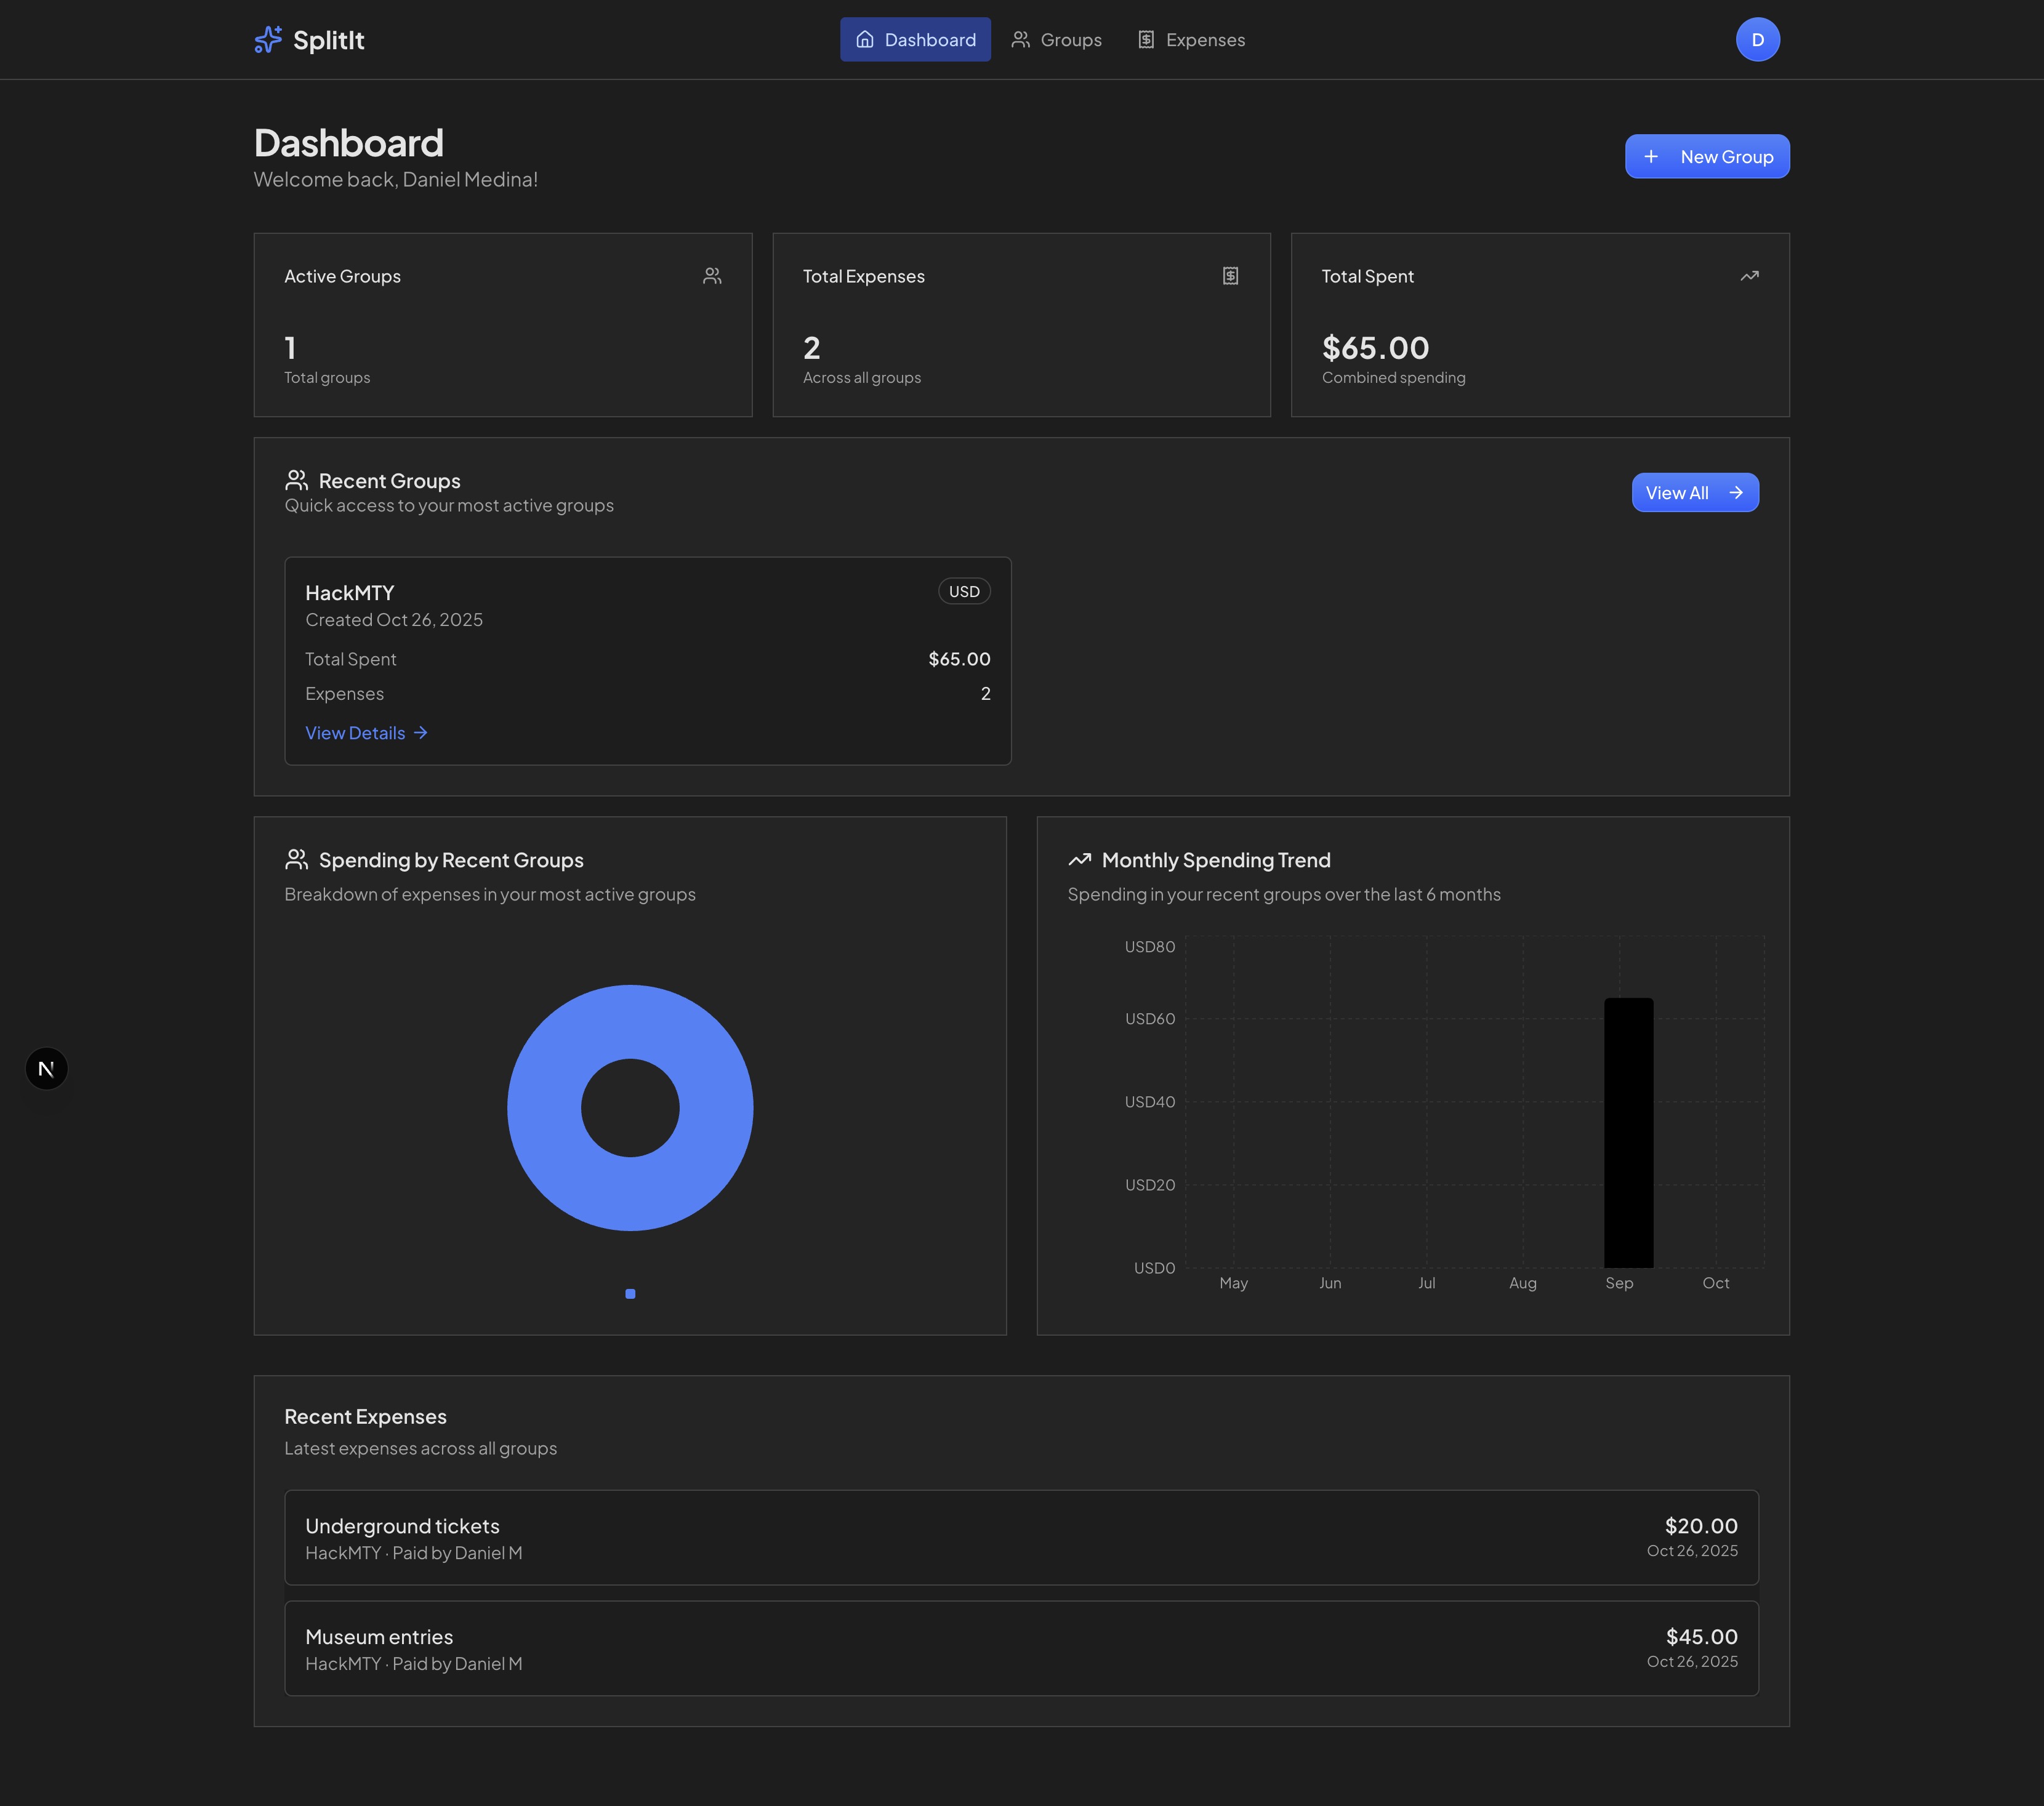 SplitIt
Dashboard
Groups
Expenses
D
Dashboard
Welcome back, Daniel Medina!
New Group
Active Groups
1
Total groups
Total Expenses
2
Across all groups
Total Spent
$65.00
Combined spending
Recent Groups
Quick access to your most active groups
View All
HackMTY
USD
Created Oct 26, 2025
Total Spent
$65.00
Expenses
2
View Details
Spending by Recent Groups
Breakdown of expenses in your most active groups
Monthly Spending Trend
Spending in your recent groups over the last 6 months
USD80
USD60
USD40
USD20
USD0
May
Jun
Jul
Aug
Sep
Oct
N
Recent Expenses
Latest expenses across all groups
Underground tickets
$20.00
HackMTY · Paid by Daniel M
Oct 26, 2025
Museum entries
$45.00
HackMTY · Paid by Daniel M
Oct 26, 2025